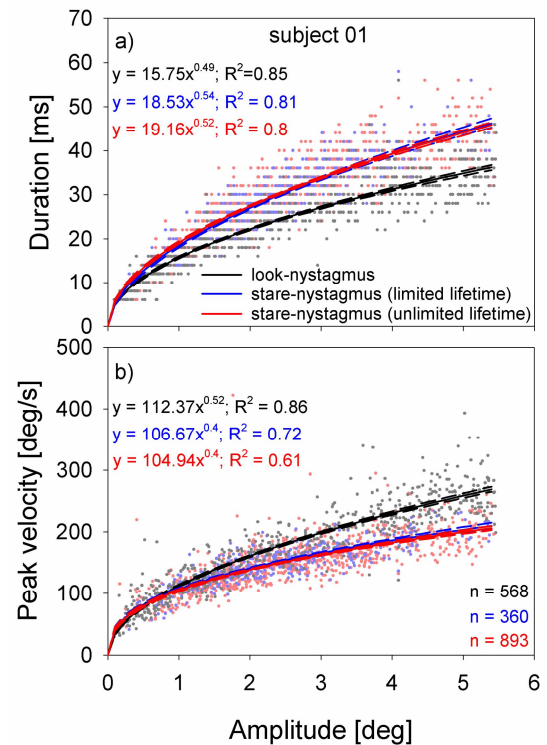 70
a)
subject 01
y = 15.75x^0.49; R^2=0.85
60
y = 18.53x^0.54; R^2 = 0.81
50
y = 19.16x^0.52; R^2 = 0.8
40
Duration [ms]
30
20
look-nystagmus
10
stare-nystagmus (limited lifetime)
stare-nystagmus (unlimited lifetime)
0
500
b)
y = 112.37x^0.52; R^2 = 0.86
400
y = 106.67x^0.4; R^2 = 0.72
y = 104.94x^0.4; R^2 = 0.61
300
Peak velocity [deg/s]
200
n = 568
100
n = 360
n = 893
0
0 1 2 3 4 5 6
Amplitude [deg]